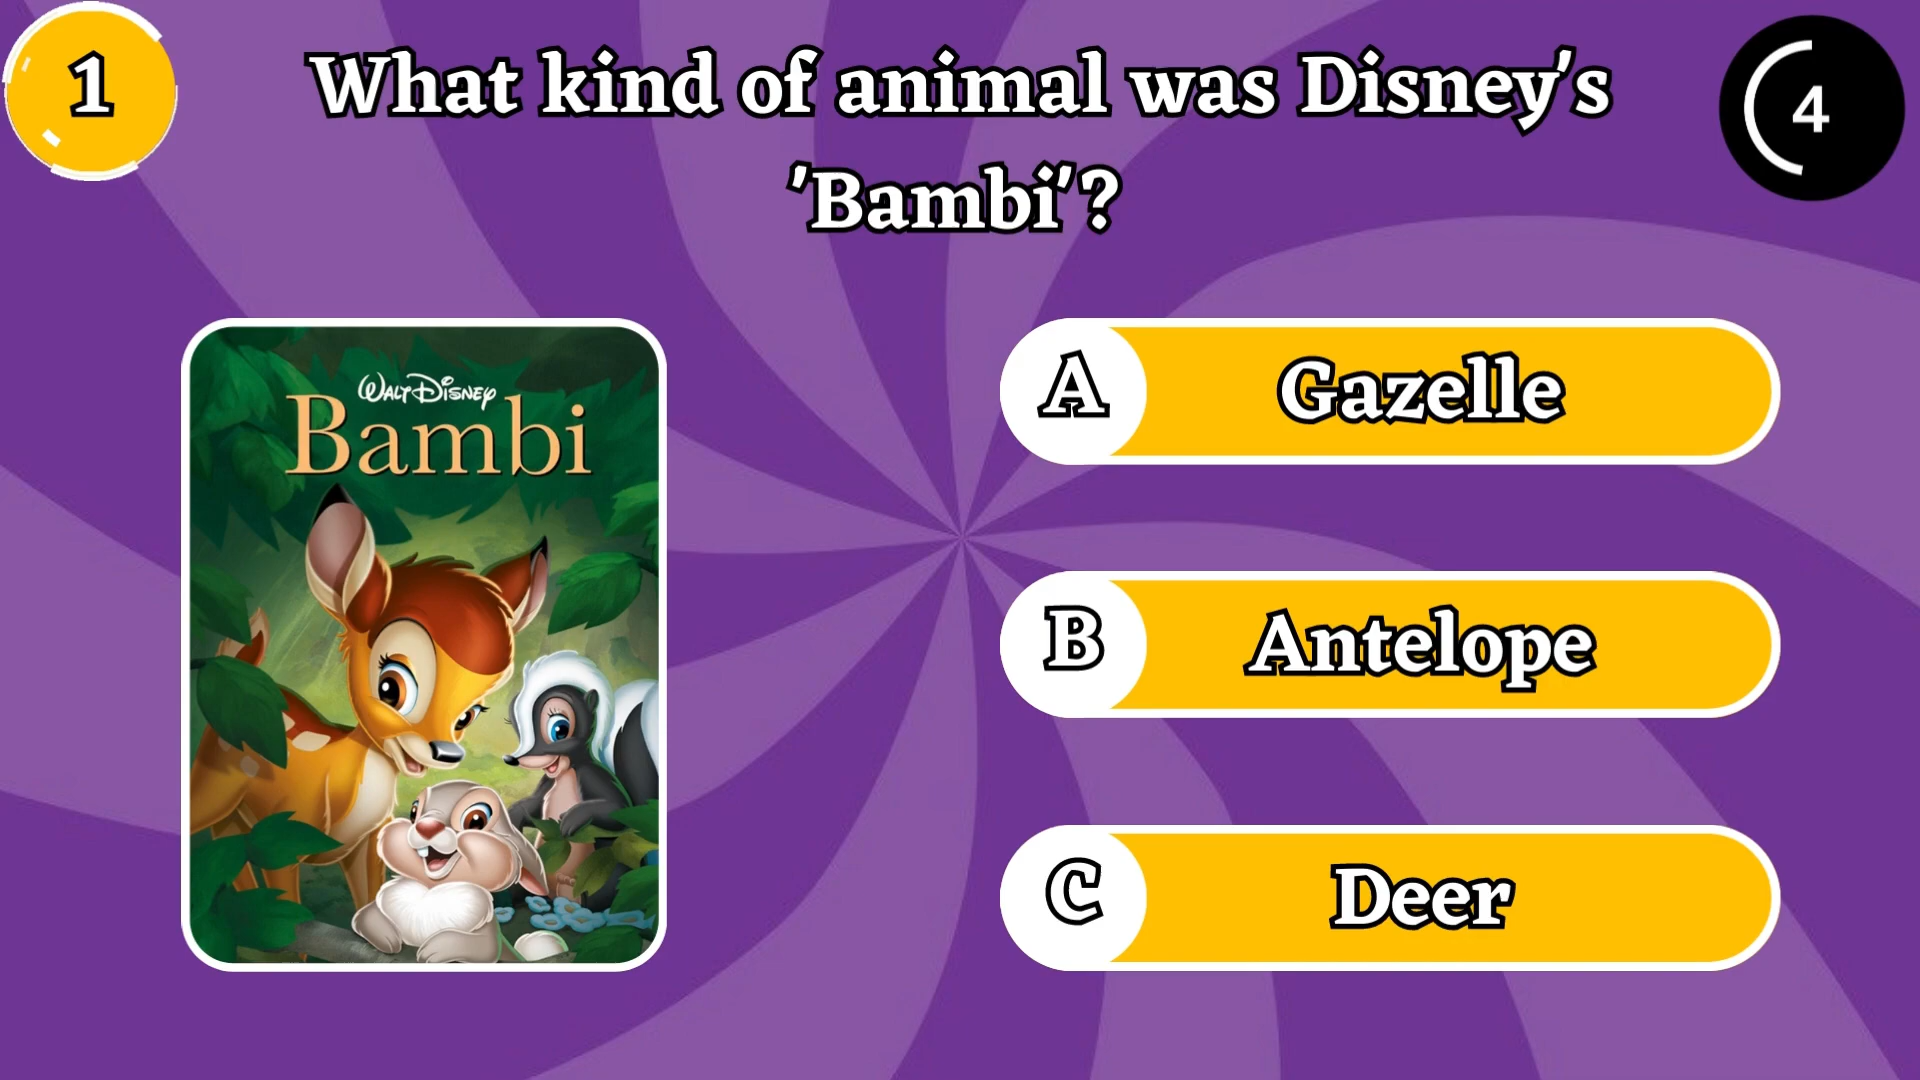 1
What kind of animal was Disney's
'Bambi'?
4
WALT DISNEY
Bambi
A
Gazelle
B
Antelope
C
Deer